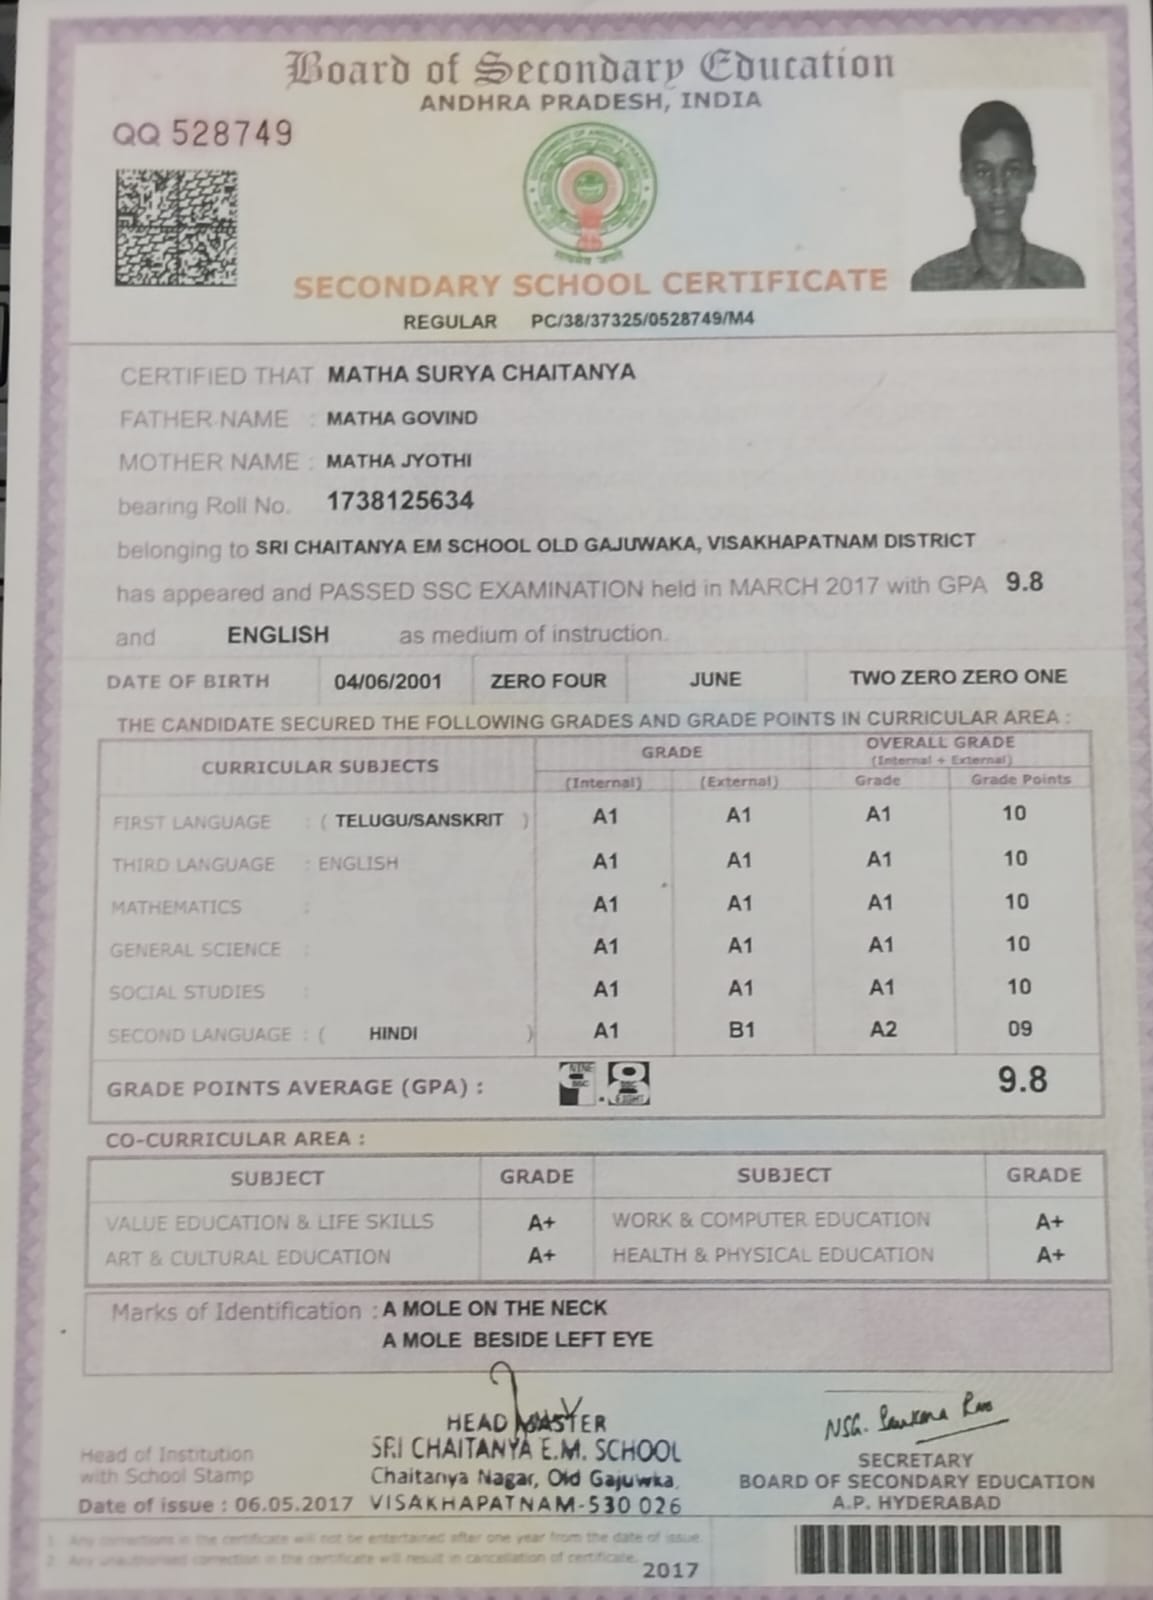 Board of Secondary Education
ANDHRA PRADESH, INDIA
QQ 528749
सत्यमेव जयते
SECONDARY SCHOOL CERTIFICATE
REGULAR PC/38/37325/0528749/M4
CERTIFIED THAT MATHA SURYA CHAITANYA
FATHER NAME : MATHA GOVIND
MOTHER NAME : MATHA JYOTHI
bearing Roll No. 1738125634
belonging to SRI CHAITANYA EM SCHOOL OLD GAJUWAKA, VISAKHAPATNAM DISTRICT
has appeared and PASSED SSC EXAMINATION held in MARCH 2017 with GPA 9.8
and ENGLISH as medium of instruction.
DATE OF BIRTH 04/06/2001 ZERO FOUR JUNE TWO ZERO ZERO ONE
THE CANDIDATE SECURED THE FOLLOWING GRADES AND GRADE POINTS IN CURRICULAR AREA :
CURRICULAR SUBJECTS GRADE OVERALL GRADE
(Internal + External)
(Internal) (External) Grade Grade Points
FIRST LANGUAGE : ( TELUGU/SANSKRIT ) A1 A1 A1 10
THIRD LANGUAGE : ENGLISH A1 A1 A1 10
MATHEMATICS : A1 A1 A1 10
GENERAL SCIENCE : A1 A1 A1 10
SOCIAL STUDIES : A1 A1 A1 10
SECOND LANGUAGE : ( HINDI ) A1 B1 A2 09
GRADE POINTS AVERAGE (GPA) : 9.8
CO-CURRICULAR AREA :
SUBJECT GRADE SUBJECT GRADE
VALUE EDUCATION & LIFE SKILLS A+ WORK & COMPUTER EDUCATION A+
ART & CULTURAL EDUCATION A+ HEALTH & PHYSICAL EDUCATION A+
Marks of Identification : A MOLE ON THE NECK
A MOLE BESIDE LEFT EYE
HEAD MASTER
SRI CHAITANYA E.M. SCHOOL
Chaitanya Nagar, Old Gajuwka,
VISAKHAPATNAM-530 026
Head of Institution
with School Stamp
Date of issue : 06.05.2017
SECRETARY
BOARD OF SECONDARY EDUCATION
A.P. HYDERABAD
1. Any corrections in the certificate will not be entertained after one year from the date of issue.
2. Any unauthorised correction in the certificate will result in cancellation of certificate.
2017